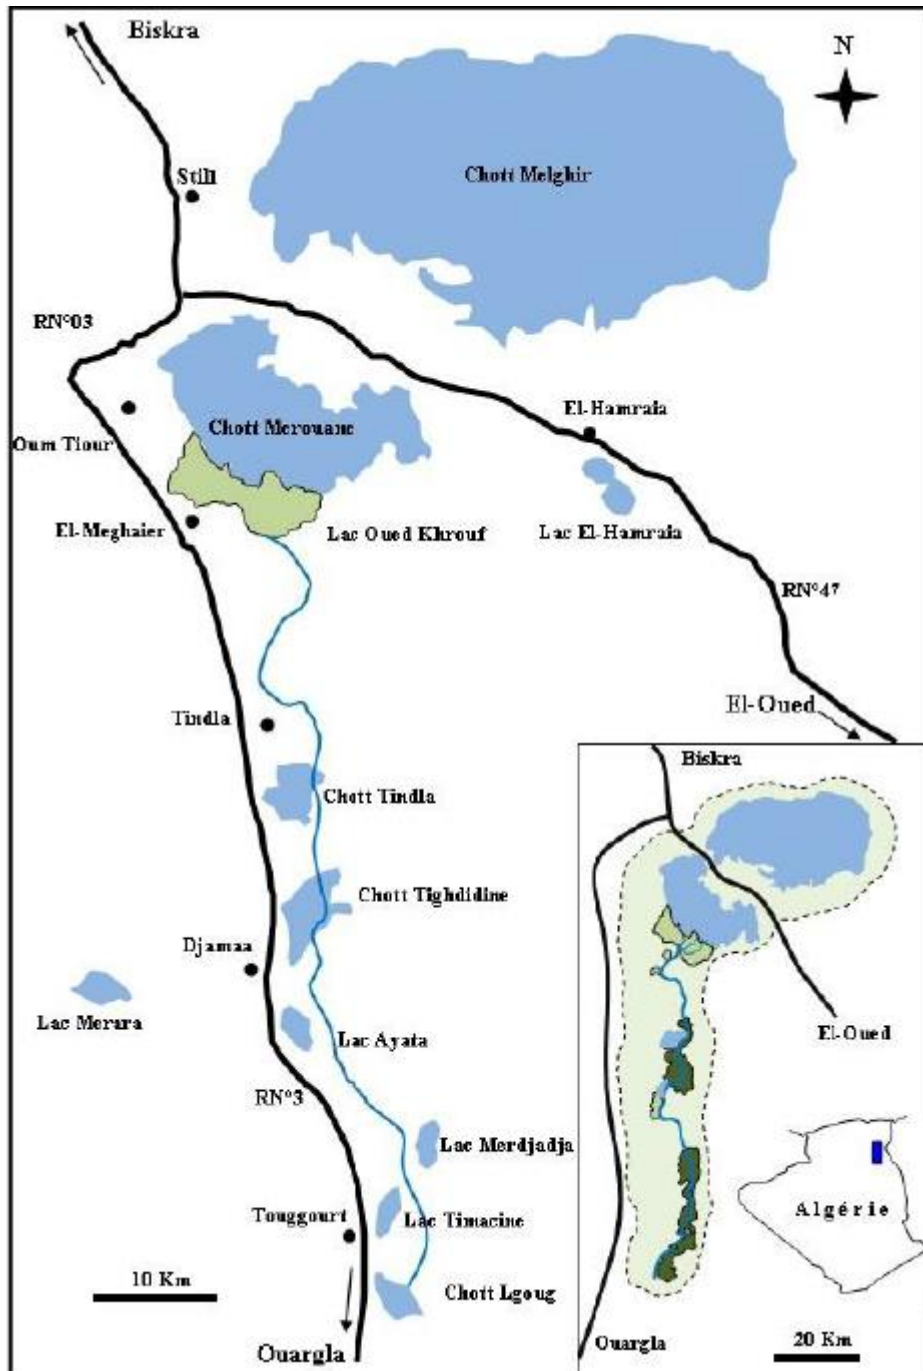 Biskra
N
Stili
Chott Melghir
RN°03
El-Hamraia
Chott Merouane
Oum Tiour
El-Meghaier
Lac Oued Khrouf
Lac El-Hamraia
RN°47
El-Oued
Tindla
Chott Tindla
Chott Tighdidine
Djamaa
Lac Merara
Lac Ayata
RN°3
Lac Merdjadja
Touggourt
Lac Timacine
10 Km
Chott Lgoug
Ouargla
Biskra
El-Oued
Algérie
Ouargla
20 Km